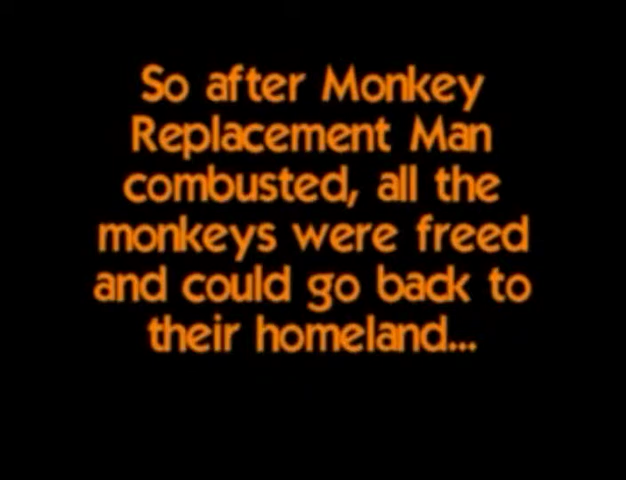 So after Monkey
Replacement Man
combusted, all the
monkeys were freed
and could go back to
their homeland...